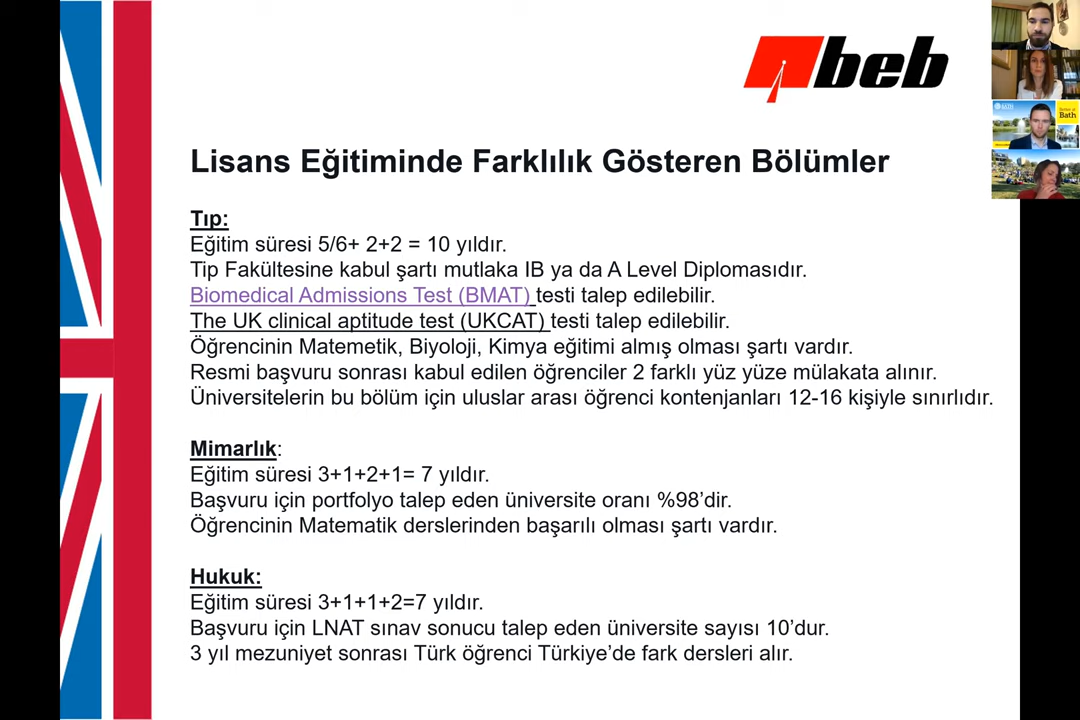 beb
Lisans Eğitiminde Farklılık Gösteren Bölümler
Tıp:
Eğitim süresi 5/6+ 2+2 = 10 yıldır.
Tip Fakültesine kabul şartı mutlaka IB ya da A Level Diplomasıdır.
Biomedical Admissions Test (BMAT) testi talep edilebilir.
The UK clinical aptitude test (UKCAT) testi talep edilebilir.
Öğrencinin Matemetik, Biyoloji, Kimya eğitimi almış olması şartı vardır.
Resmi başvuru sonrası kabul edilen öğrenciler 2 farklı yüz yüze mülakata alınır.
Üniversitelerin bu bölüm için uluslar arası öğrenci kontenjanları 12-16 kişiyle sınırlıdır.
Mimarlık:
Eğitim süresi 3+1+2+1= 7 yıldır.
Başvuru için portfolyo talep eden üniversite oranı %98’dir.
Öğrencinin Matematik derslerinden başarılı olması şartı vardır.
Hukuk:
Eğitim süresi 3+1+1+2=7 yıldır.
Başvuru için LNAT sınav sonucu talep eden üniversite sayısı 10’dur.
3 yıl mezuniyet sonrası Türk öğrenci Türkiye’de fark dersleri alır.
Bath